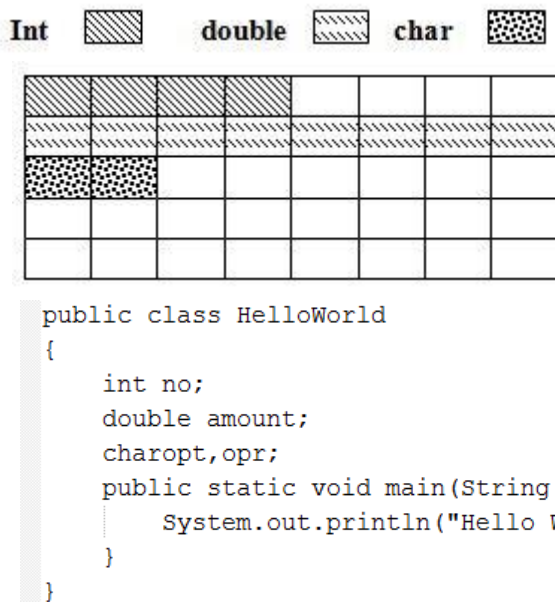 Int double char
public class HelloWorld
{
int no;
double amount;
charopt,opr;
public static void main(String
System.out.println("Hello
}
}